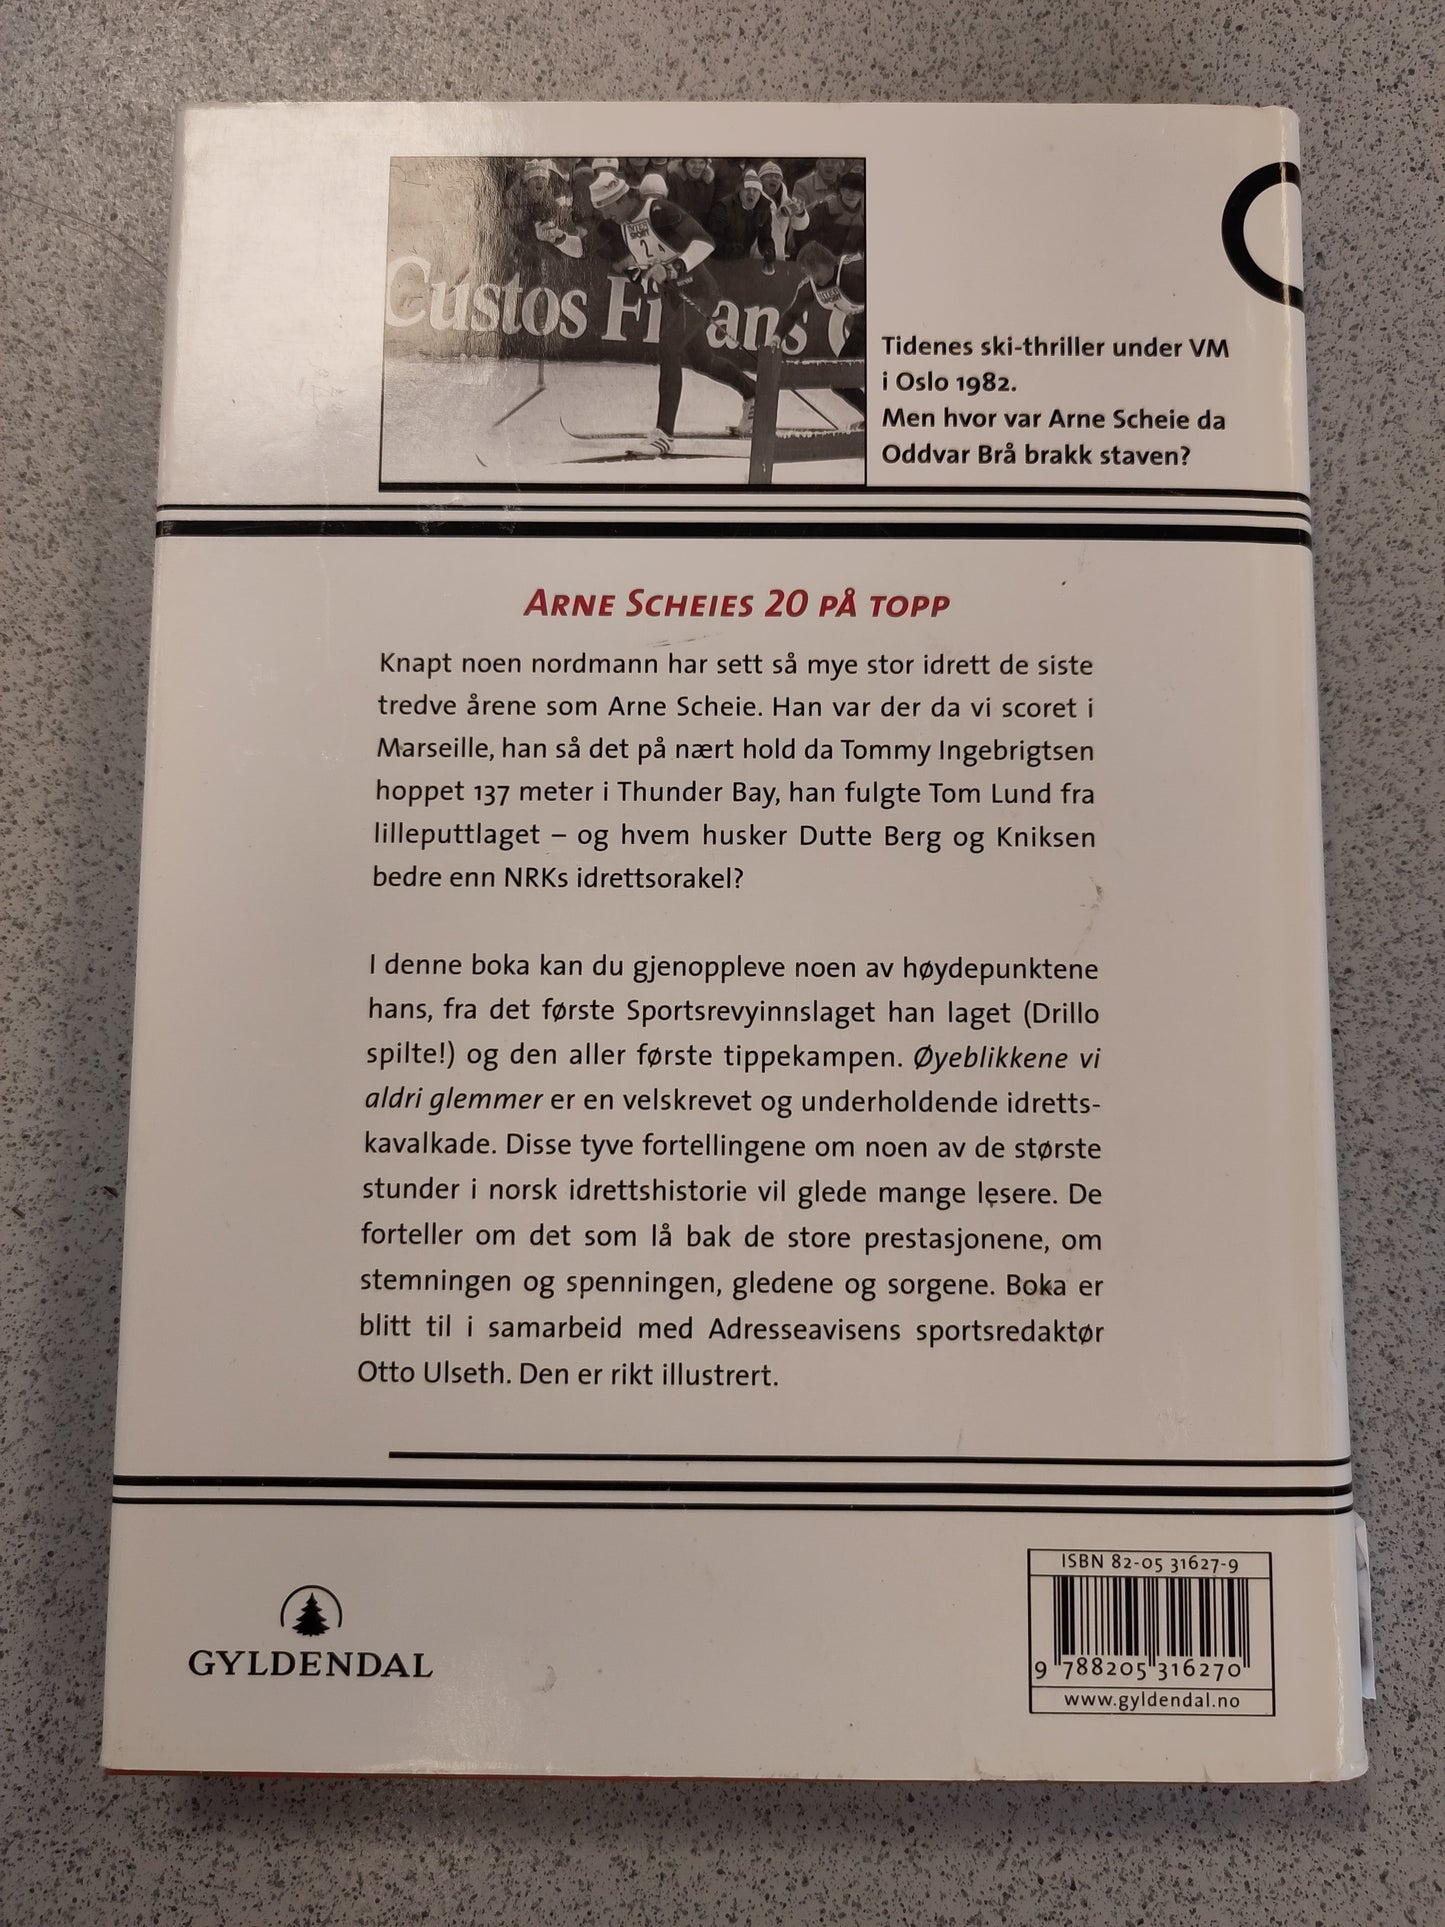 Custos Fi ans
INTER
SPORT
2
Tidenes ski-thriller under VM
i Oslo 1982.
Men hvor var Arne Scheie da
Oddvar Brå brakk staven?
ARNE SCHEIES 20 PÅ TOPP
Knapt noen nordmann har sett så mye stor idrett de siste
tredve årene som Arne Scheie. Han var der da vi scoret i
Marseille, han så det på nært hold da Tommy Ingebrigtsen
hoppet 137 meter i Thunder Bay, han fulgte Tom Lund fra
lilleputtlaget – og hvem husker Dutte Berg og Kniksen
bedre enn NRKs idrettsorakel?
I denne boka kan du gjenoppleve noen av høydepunktene
hans, fra det første Sportsrevyinnslaget han laget (Drillo
spilte!) og den aller første tippekampen. Øyeblikkene vi
aldri glemmer er en velskrevet og underholdende idretts-
kavalkade. Disse tyve fortellingene om noen av de største
stunder i norsk idrettshistorie vil glede mange lesere. De
forteller om det som lå bak de store prestasjonene, om
stemningen og spenningen, gledene og sorgene. Boka er
blitt til i samarbeid med Adresseavisens sportsredaktør
Otto Ulseth. Den er rikt illustrert.
GYLDENDAL
ISBN 82-05 31627-9
9 788205 316270
www.gyldendal.no